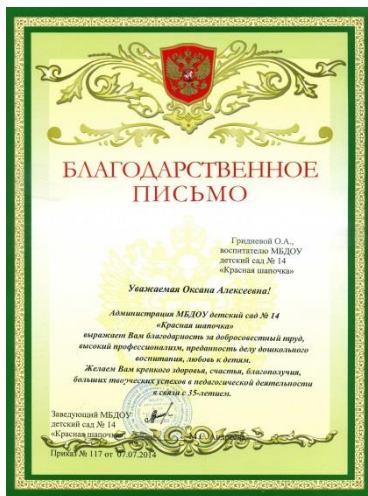 БЛАГОДАРСТВЕННОЕ
ПИСЬМО
Гридневой О.А.,
воспитателю МБДОУ
детский сад № 14
«Красная шапочка»
Уважаемая Оксана Алексеевна!
Администрация МБДОУ детский сад № 14
«Красная шапочка»
выражает Вам благодарность за добросовестный труд,
высокий профессионализм, преданность делу дошкольного
воспитания, любовь к детям.
Желаем Вам крепкого здоровья, счастья, благополучия,
больших творческих успехов в педагогической деятельности
в связи с 35-летием.
Заведующий МБДОУ
детский сад № 14
«Красная шапочка»
Приказ № 117 от 07.07.2014